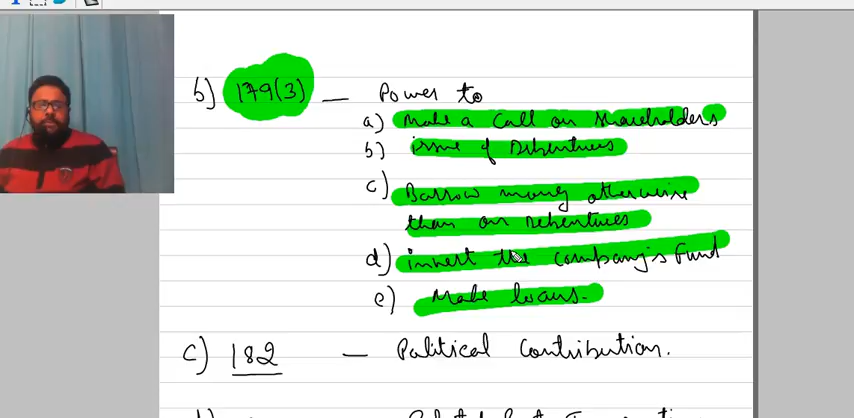 b) 179(3) — Power to
a) Make a Call on Shareholders
b) issue of Debentures
c) Borrow money otherwise
than on Debentures
d) invest the company's Fund
e) Make loans.
c) 182 — Political Contribution.